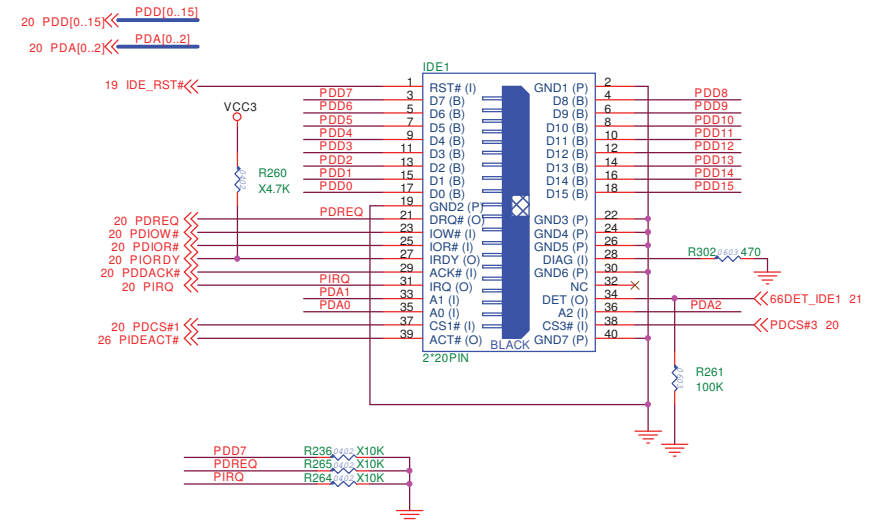 20 PDD[0..15] PDD[0..15]
20 PDA[0..2] PDA[0..2]
IDE1
19 IDE_RST# 1 RST# (I) GND1 (P) 2
PDD7 3 D7 (B) D8 (B) 4 PDD8
PDD6 5 D6 (B) D9 (B) 6 PDD9
PDD5 7 D5 (B) D10 (B) 8 PDD10
PDD4 9 D4 (B) D11 (B) 10 PDD11
PDD3 11 D3 (B) D12 (B) 12 PDD12
PDD2 13 D2 (B) D13 (B) 14 PDD13
PDD1 15 D1 (B) D14 (B) 16 PDD14
PDD0 17 D0 (B) D15 (B) 18 PDD15
VCC3
R260 0402
X4.7K
19 GND2 (P)
20 PDREQ PDREQ 21 DRQ# (O) GND3 (P) 22
20 PDIOW# 23 IOW# (I) GND4 (P) 24
20 PDIOR# 25 IOR# (I) GND5 (P) 26
20 PIORDY 27 IRDY (O) DIAG (I) 28 R302 0603 470
20 PDDACK# 29 ACK# (I) GND6 (P) 30
20 PIRQ PIRQ 31 IRQ (O) NC 32
PDA1 33 A1 (I) DET (O) 34 66DET_IDE1 21
PDA0 35 A0 (I) A2 (I) 36 PDA2
20 PDCS#1 37 CS1# (I) CS3# (I) 38 PDCS#3 20
26 PIDEACT# 39 ACT# (O) GND7 (P) 40
BLACK
2*20PIN
R261 0603
100K
PDD7 R236 0402 X10K
PDREQ R265 0402 X10K
PIRQ R264 0402 X10K